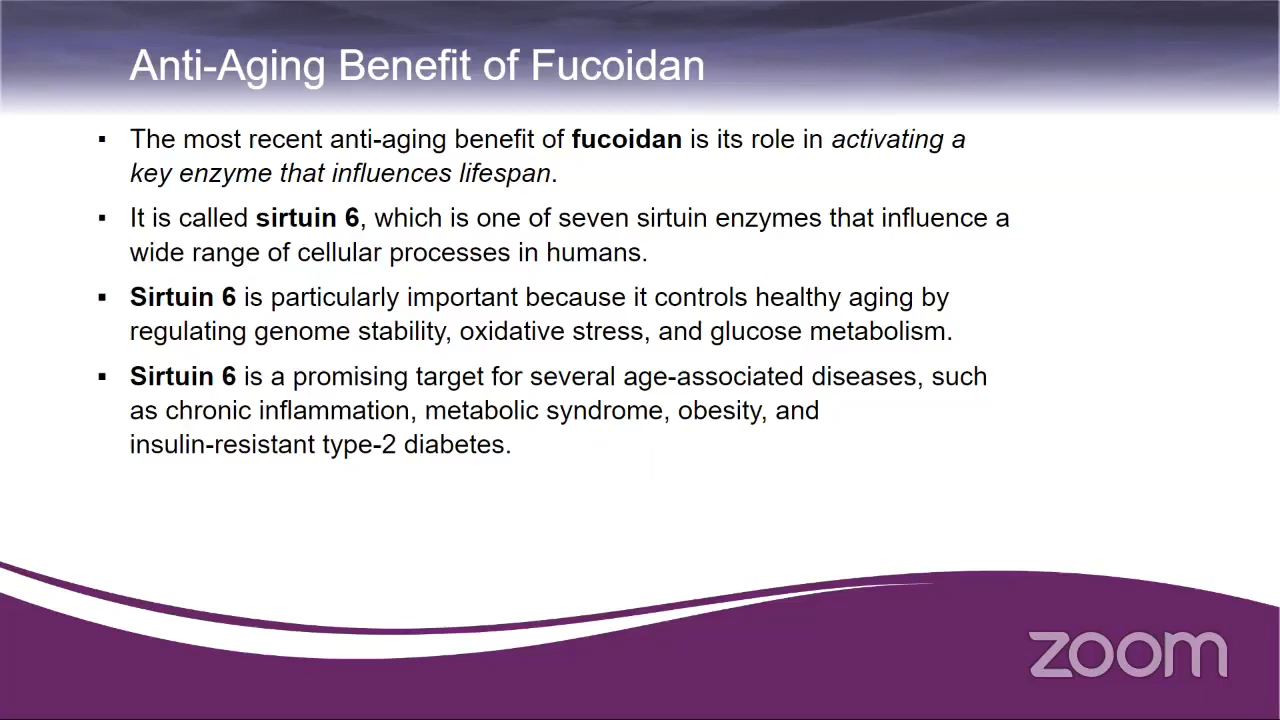 Anti-Aging Benefit of Fucoidan
▪ The most recent anti-aging benefit of fucoidan is its role in activating a
key enzyme that influences lifespan.
▪ It is called sirtuin 6, which is one of seven sirtuin enzymes that influence a
wide range of cellular processes in humans.
▪ Sirtuin 6 is particularly important because it controls healthy aging by
regulating genome stability, oxidative stress, and glucose metabolism.
▪ Sirtuin 6 is a promising target for several age-associated diseases, such
as chronic inflammation, metabolic syndrome, obesity, and
insulin-resistant type-2 diabetes.
zoom